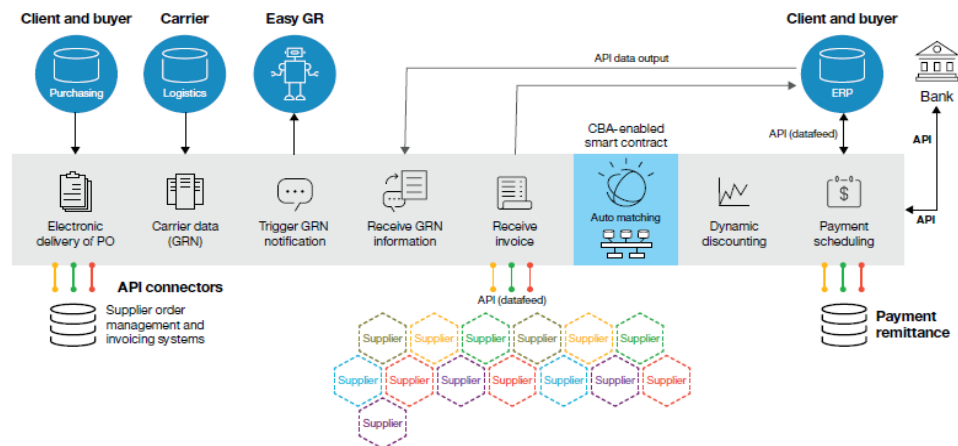 Client and buyer
Carrier
Easy GR
Client and buyer
Purchasing
Logistics
API data output
ERP
Bank
CBA-enabled
smart contract
API (datafeed)
API
Electronic
delivery of PO
Carrier data
(GRN)
Trigger GRN
notification
Receive GRN
information
Receive
invoice
Auto matching
Dynamic
discounting
$
Payment
scheduling
API
API connectors
Supplier order
management and
invoicing systems
API (datafeed)
Payment
remittance
Supplier Supplier Supplier Supplier Supplier Supplier
Supplier Supplier Supplier Supplier Supplier Supplier Supplier
Supplier